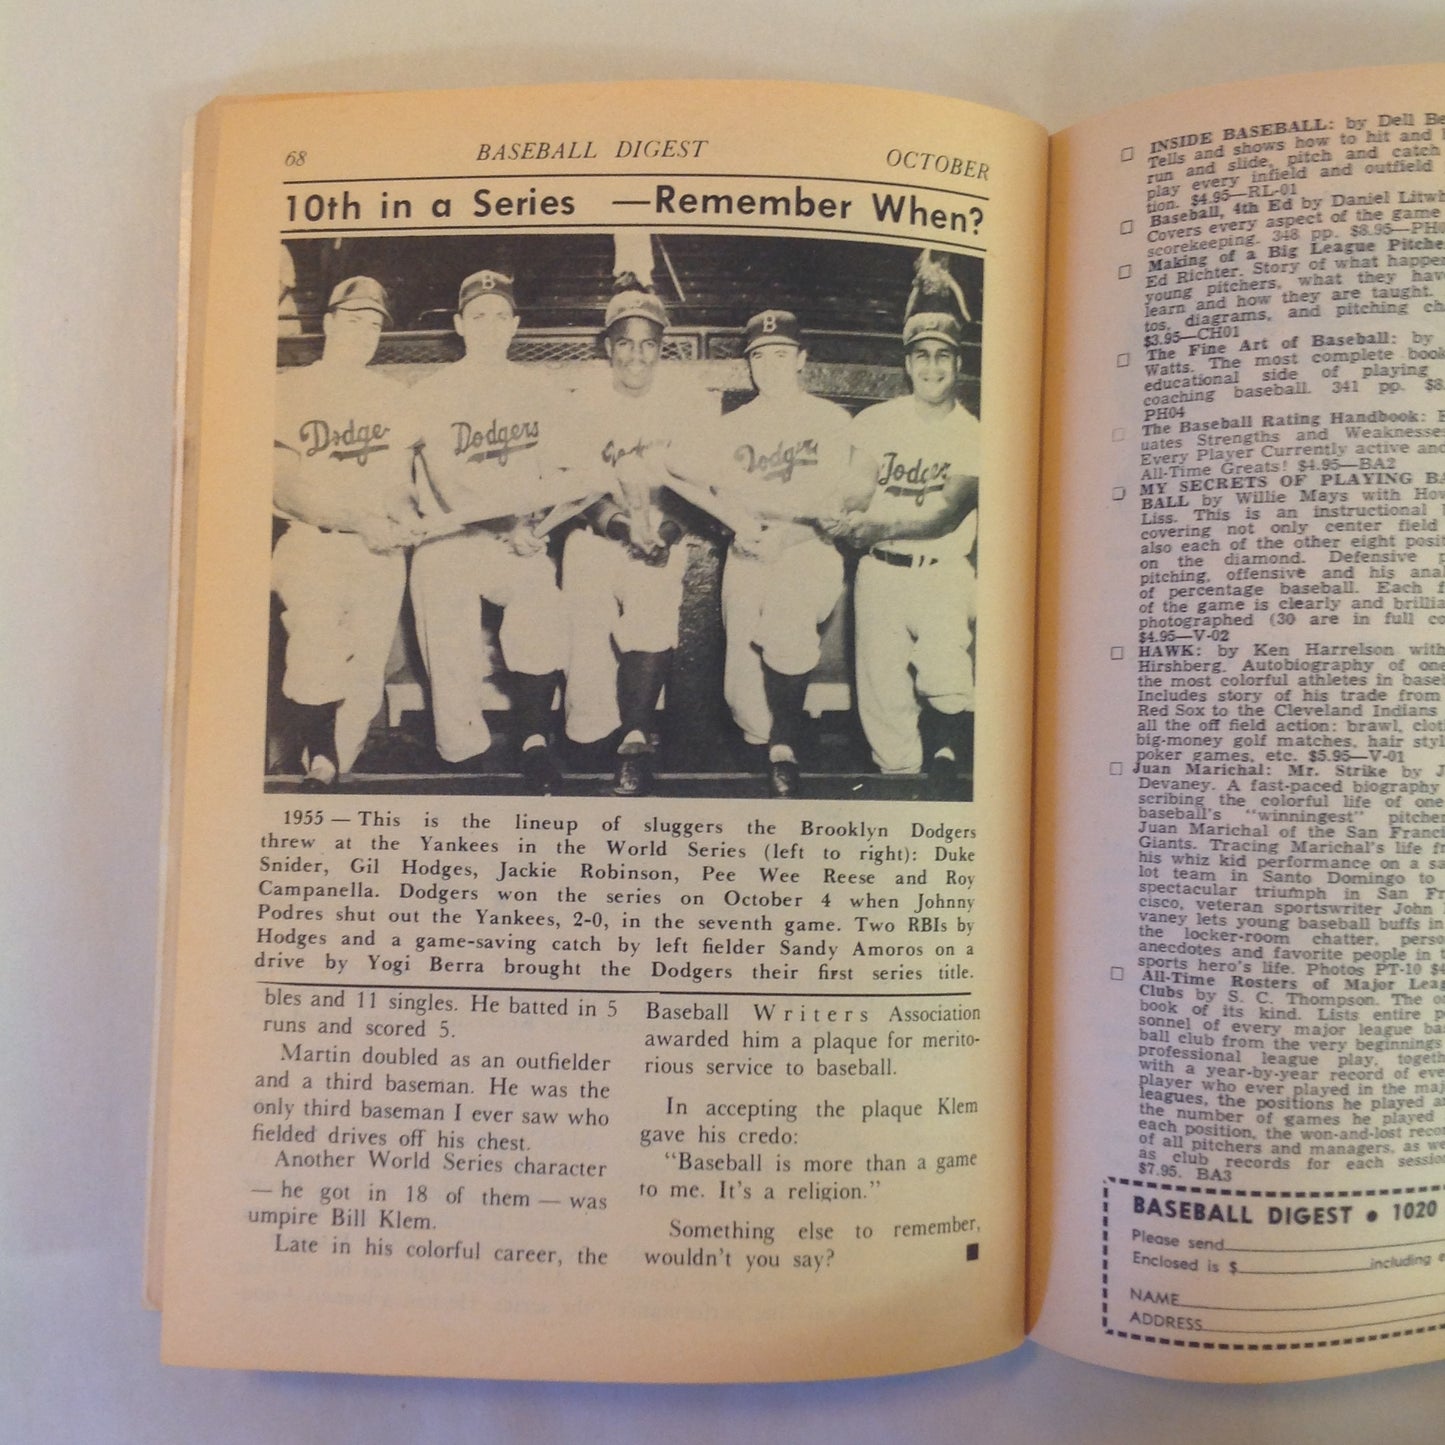 68 BASEBALL DIGEST OCTOBER
10th in a Series —Remember When?
B
B
Dodge
Dodgers
Dodgers
Dodgers
1955 — This is the lineup of sluggers the Brooklyn Dodgers
threw at the Yankees in the World Series (left to right): Duke
Snider, Gil Hodges, Jackie Robinson, Pee Wee Reese and Roy
Campanella. Dodgers won the series on October 4 when Johnny
Podres shut out the Yankees, 2-0, in the seventh game. Two RBIs by
Hodges and a game-saving catch by left fielder Sandy Amoros on a
drive by Yogi Berra brought the Dodgers their first series title.
bles and 11 singles. He batted in 5
runs and scored 5.
Martin doubled as an outfielder
and a third baseman. He was the
only third baseman I ever saw who
fielded drives off his chest.
Another World Series character
— he got in 18 of them — was
umpire Bill Klem.
Late in his colorful career, the
Baseball Writers Association
awarded him a plaque for merito-
rious service to baseball.
In accepting the plaque Klem
gave his credo:
"Baseball is more than a game
to me. It's a religion."
Something else to remember,
wouldn't you say?
INSIDE BASEBALL: by Dell
Tells and shows how to hit and
run and slide, pitch and catch
play every infield and outfield
tion. $4.95—RL-01
Baseball, 4th Ed by Daniel
Covers every aspect of the game
scorekeeping. 348 pp. $8.95—
Making of a Big League
Ed Richter. Story of what
young pitchers, what they
learn and how they are taught.
tos, diagrams, and pitching
$3.95—CH01
The Fine Art of Baseball: by
Watts. The most complete book
educational side of playing
coaching baseball. 341 pp.
PH04
The Baseball Rating Handbook:
uates Strengths and
Every Player Currently active
All-Time Greats! $4.95—BA2
MY SECRETS OF PLAYING
BALL by Willie Mays with
Liss. This is an instructional
covering not only center field
also each of the other eight
on the diamond. Defensive
pitching, offensive and his
of percentage baseball. Each
of the game is clearly and
photographed (30 are in full
$4.95—V-02
HAWK: by Ken Harrelson
Hirshberg. Autobiography of
the most colorful athletes in
Includes story of his trade from
Red Sox to the Cleveland Indians
all the off field action: brawl,
big-money golf matches, hair
poker games, etc. $5.95—V-01
Juan Marichal: Mr. Strike by
Devaney. A fast-paced biography
scribing the colorful life of one
baseball's "winningest"
Juan Marichal of the San
Giants. Tracing Marichal's life
his whiz kid performance on a
lot team in Santo Domingo to
spectacular triumph in San
cisco, veteran sportswriter John
vaney lets young baseball buffs
the locker-room chatter,
anecdotes and favorite people in
sports hero's life. Photos PT-10
All-Time Rosters of Major
Clubs by S. C. Thompson. The
book of its kind. Lists entire
sonnel of every major league
ball club from the very beginnings
professional league play,
with a year-by-year record of
player who ever played in the
leagues, the positions he played
the number of games he played
each position, the won-and-lost
of all pitchers and managers, as
as club records for each
$7.95. BA3
BASEBALL DIGEST • 1020
Please send
Enclosed is $ including
NAME
ADDRESS